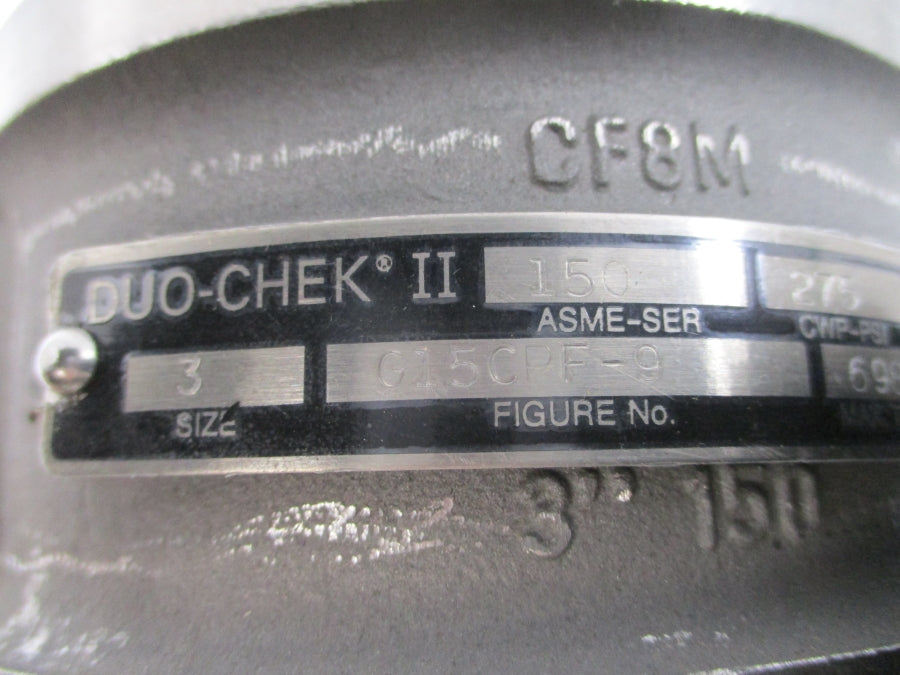 CF8M
DUO-CHEK® II 150 275
ASME-SER CWP-PSI
3 G15CPF-9
SIZE FIGURE No.
3" 150